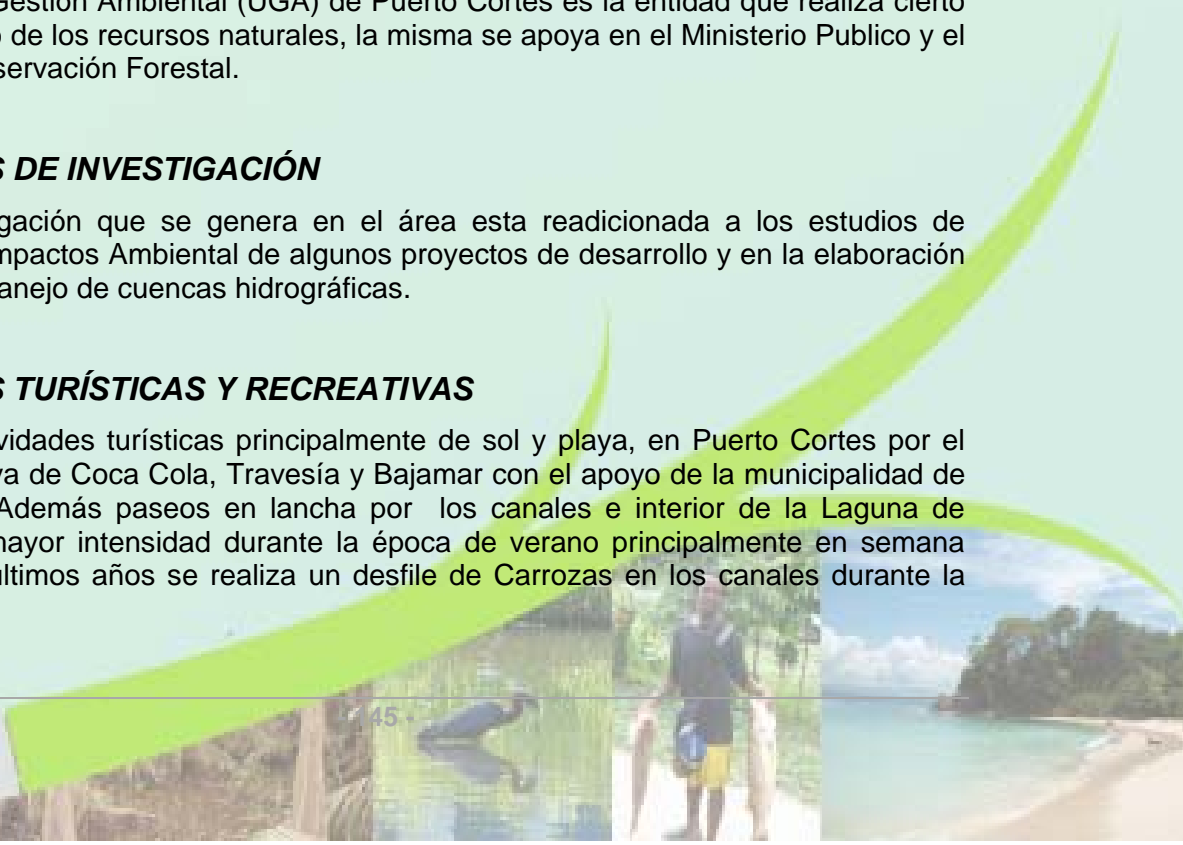 Gestión Ambiental (UGA) de Puerto Cortes es la entidad que realiza cierto
de los recursos naturales, la misma se apoya en el Ministerio Publico y el
servación Forestal.
S DE INVESTIGACIÓN
gación que se genera en el área esta readicionada a los estudios de
mpactos Ambiental de algunos proyectos de desarrollo y en la elaboración
anejo de cuencas hidrográficas.
S TURÍSTICAS Y RECREATIVAS
vidades turísticas principalmente de sol y playa, en Puerto Cortes por el
ya de Coca Cola, Travesía y Bajamar con el apoyo de la municipalidad de
Además paseos en lancha por los canales e interior de la Laguna de
mayor intensidad durante la época de verano principalmente en semana
últimos años se realiza un desfile de Carrozas en los canales durante la
45 •